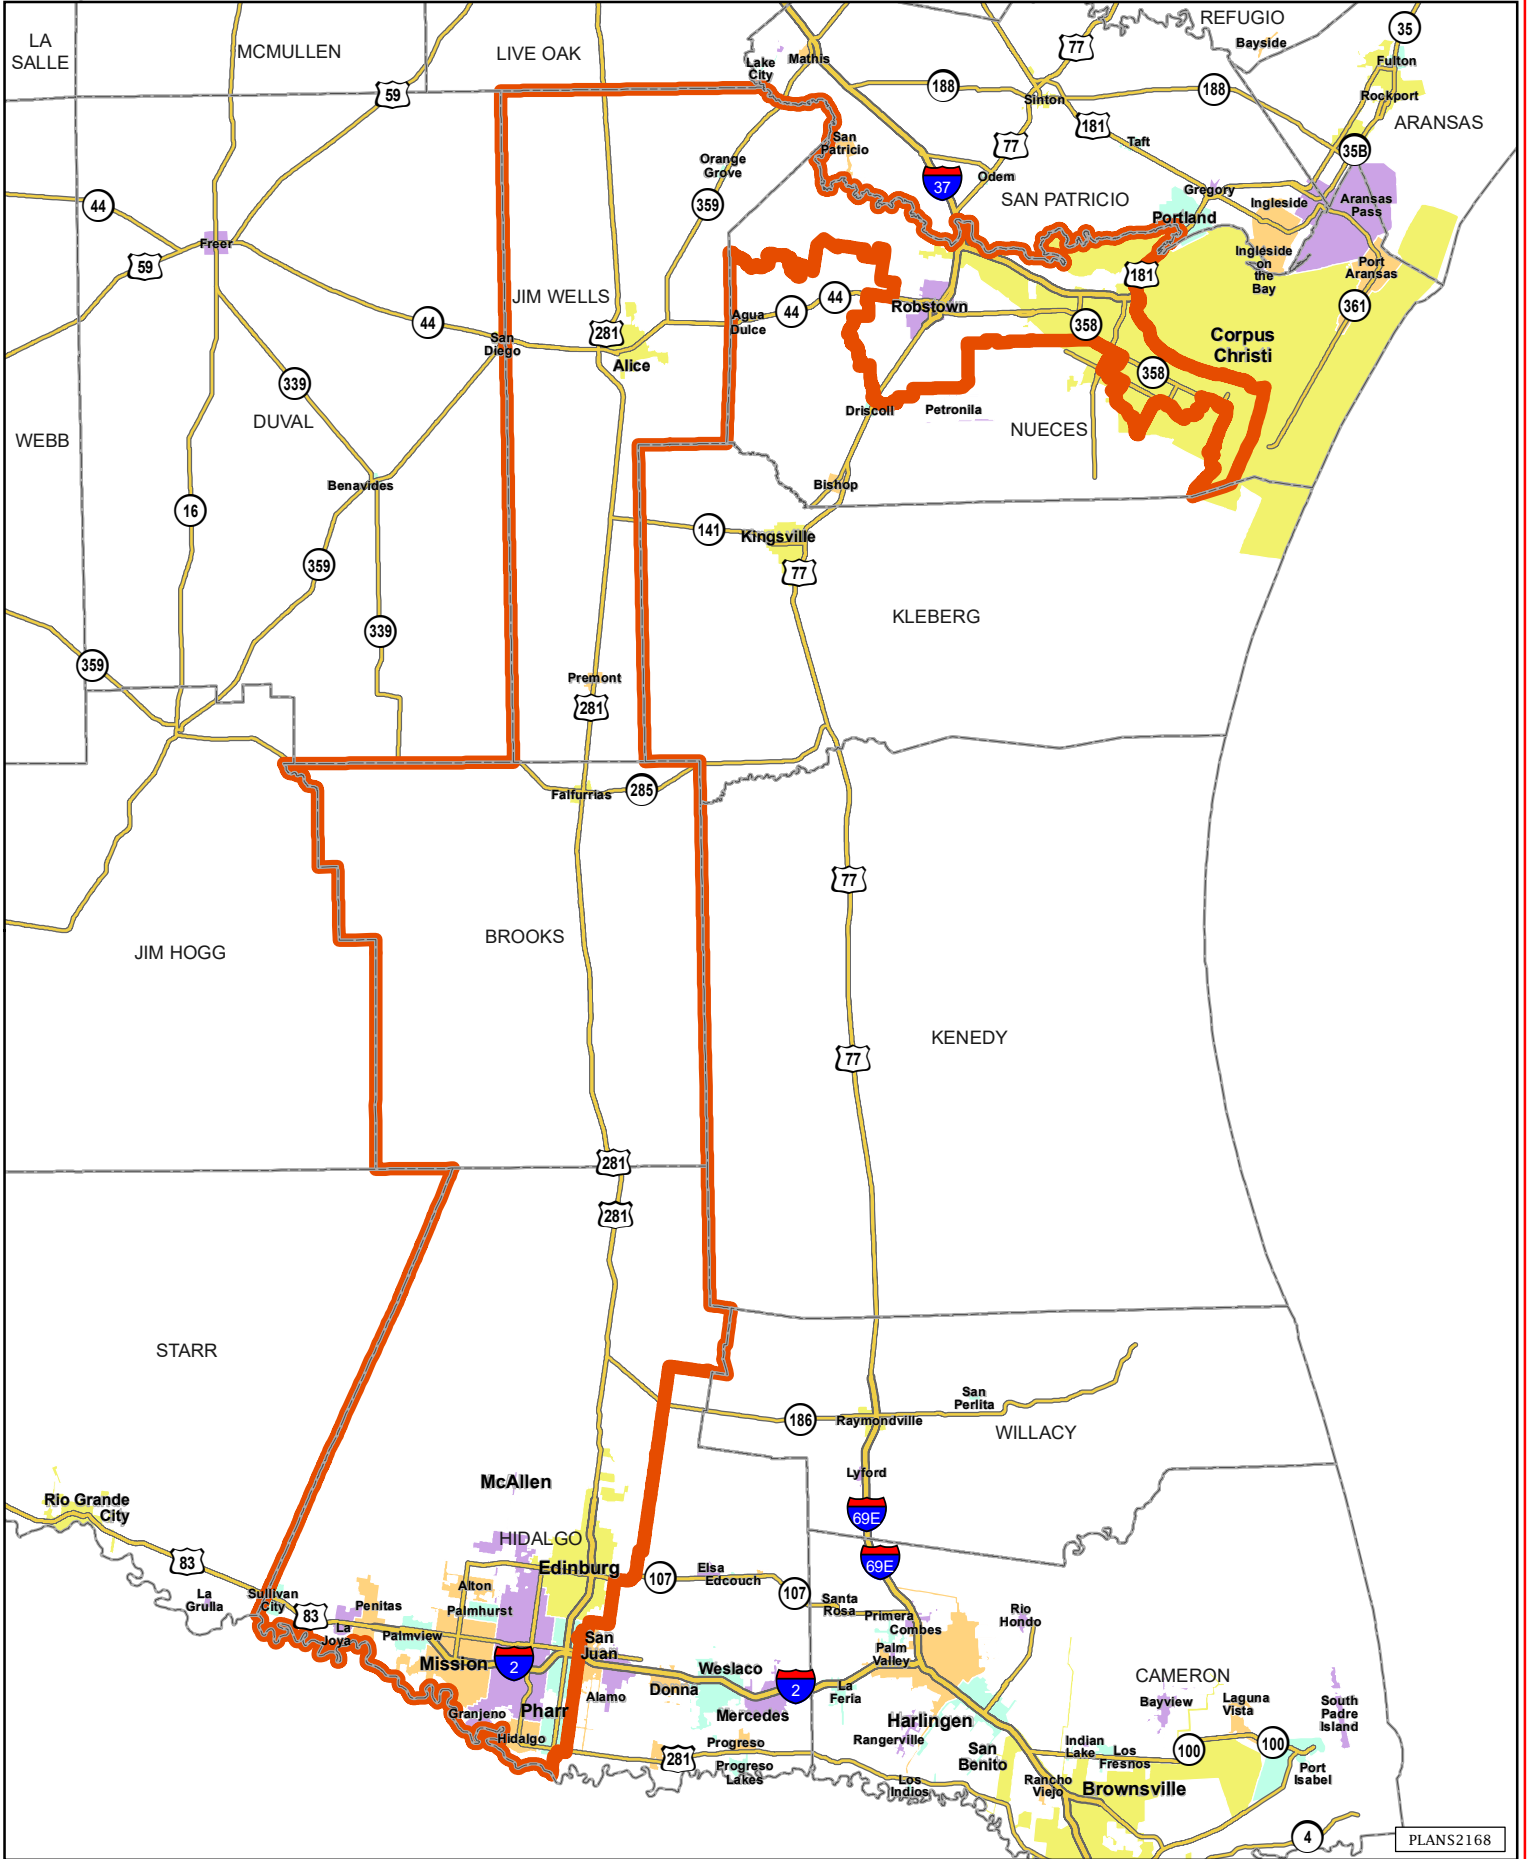 REFUGIO
LA
SALLE
MCMULLEN
LIVE OAK
77
Bayside
35
Fulton
Lake
City
Mathis
59
188
Sinton
188
Rockport
ARANSAS
181
Taft
77
35B
San
Patricio
Orange
Grove
37
Odem
SAN PATRICIO
Gregory
Ingleside
Aransas
Pass
44
359
Portland
Freer
59
Ingleside
on
the
Bay
Port
Aransas
181
361
JIM WELLS
44
44
Robstown
44
Agua
Dulce
358
Corpus
Christi
281
San
Diego
Alice
358
339
DUVAL
Driscoll
Petronila
NUECES
WEBB
Benavides
Bishop
16
141
Kingsville
359
77
KLEBERG
339
359
Premont
281
Falfurrias
285
77
BROOKS
JIM HOGG
KENEDY
77
281
281
STARR
San
Perlita
186
Raymondville
WILLACY
McAllen
Lyford
Rio Grande
City
69E
HIDALGO
69E
83
Edinburg
107
Elsa
Edcouch
107
La
Grulla
Sullivan
City
Alton
Palmhurst
Penitas
83
Santa
Rosa
Primera
Combes
Rio
Hondo
La
Joya
Palmview
San
Juan
Palm
Valley
Mission
2
Weslaco
2
CAMERON
Donna
Alamo
La
Feria
Bayview
Laguna
Vista
South
Padre
Island
Granjeno
Pharr
Mercedes
Harlingen
Hidalgo
Rangerville
281
Progreso
Progreso
Lakes
San
Benito
Indian
Lake
Los
Fresnos
100
100
Port
Isabel
Los
Indios
Rancho
Viejo
Brownsville
4
PLANS2168